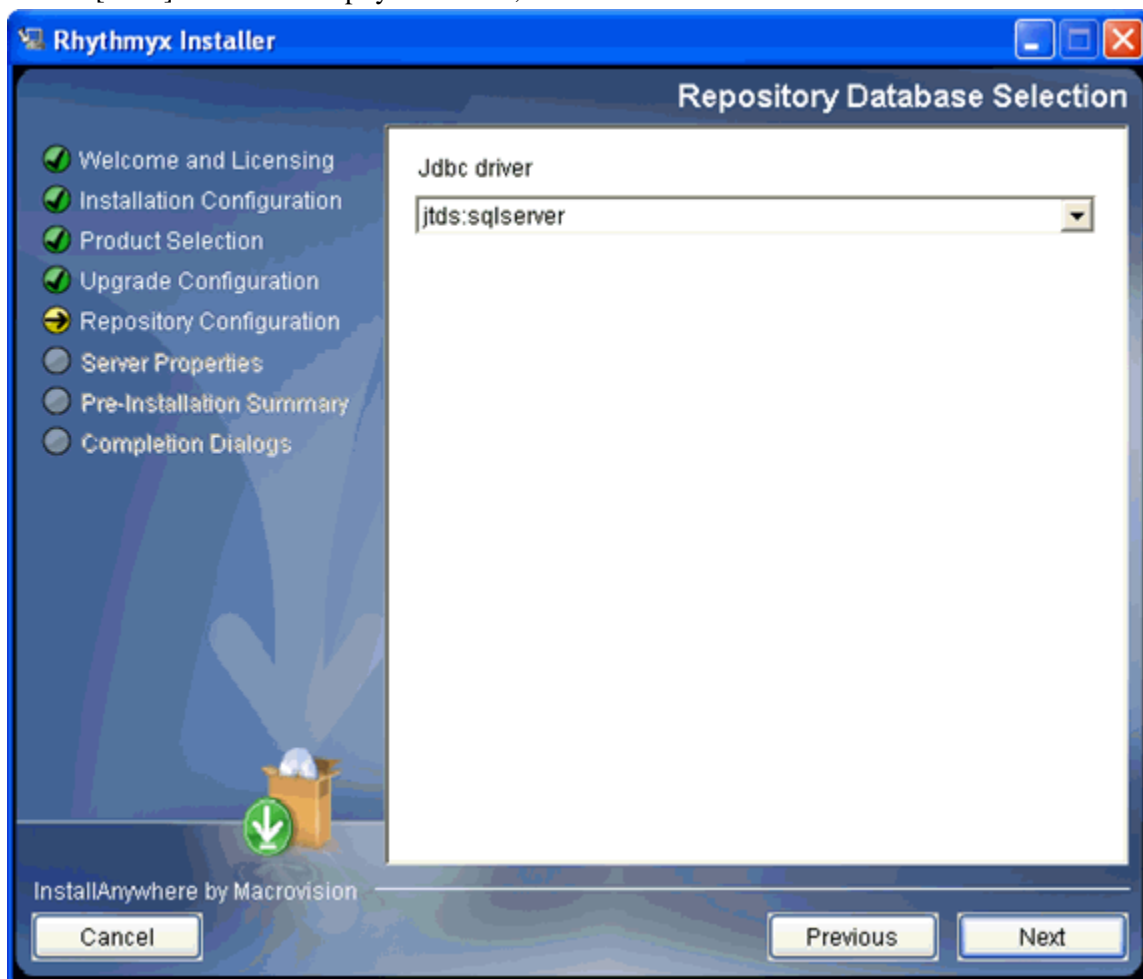 Rhythmyx Installer
Repository Database Selection
Welcome and Licensing
Installation Configuration
Product Selection
Upgrade Configuration
Repository Configuration
Server Properties
Pre-Installation Summary
Completion Dialogs
Jdbc driver
jtds:sqlserver
InstallAnywhere by Macrovision
Cancel
Previous
Next